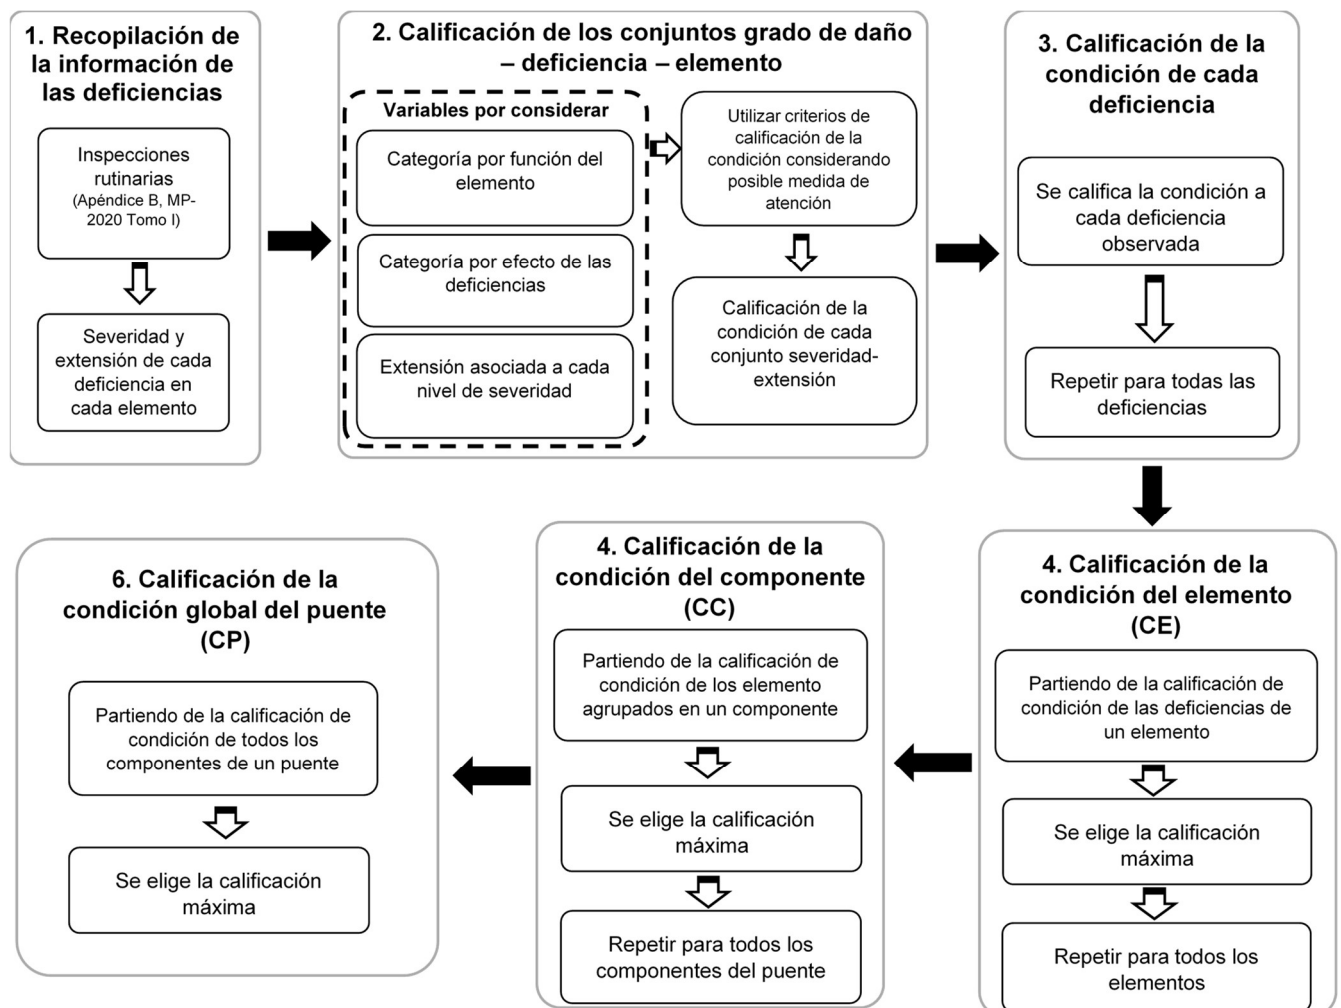 1. Recopilación de
la información de
las deficiencias
Inspecciones
rutinarias
(Apéndice B, MP-
2020 Tomo I)
Severidad y
extensión de cada
deficiencia en
cada elemento
2. Calificación de los conjuntos grado de daño
– deficiencia – elemento
Variables por considerar
Categoría por función del
elemento
Categoría por efecto de las
deficiencias
Extensión asociada a cada
nivel de severidad
Utilizar criterios de
calificación de la
condición considerando
posible medida de
atención
Calificación de la
condición de cada
conjunto severidad-
extensión
3. Calificación de la
condición de cada
deficiencia
Se califica la condición a
cada deficiencia
observada
Repetir para todas las
deficiencias
4. Calificación de la
condición del elemento
(CE)
Partiendo de la calificación de
condición de las deficiencias de
un elemento
Se elige la calificación
máxima
Repetir para todos los
elementos
4. Calificación de la
condición del componente
(CC)
Partiendo de la calificación de
condición de los elemento
agrupados en un componente
Se elige la calificación
máxima
Repetir para todos los
componentes del puente
6. Calificación de la
condición global del puente
(CP)
Partiendo de la calificación de
condición de todos los
componentes de un puente
Se elige la calificación
máxima